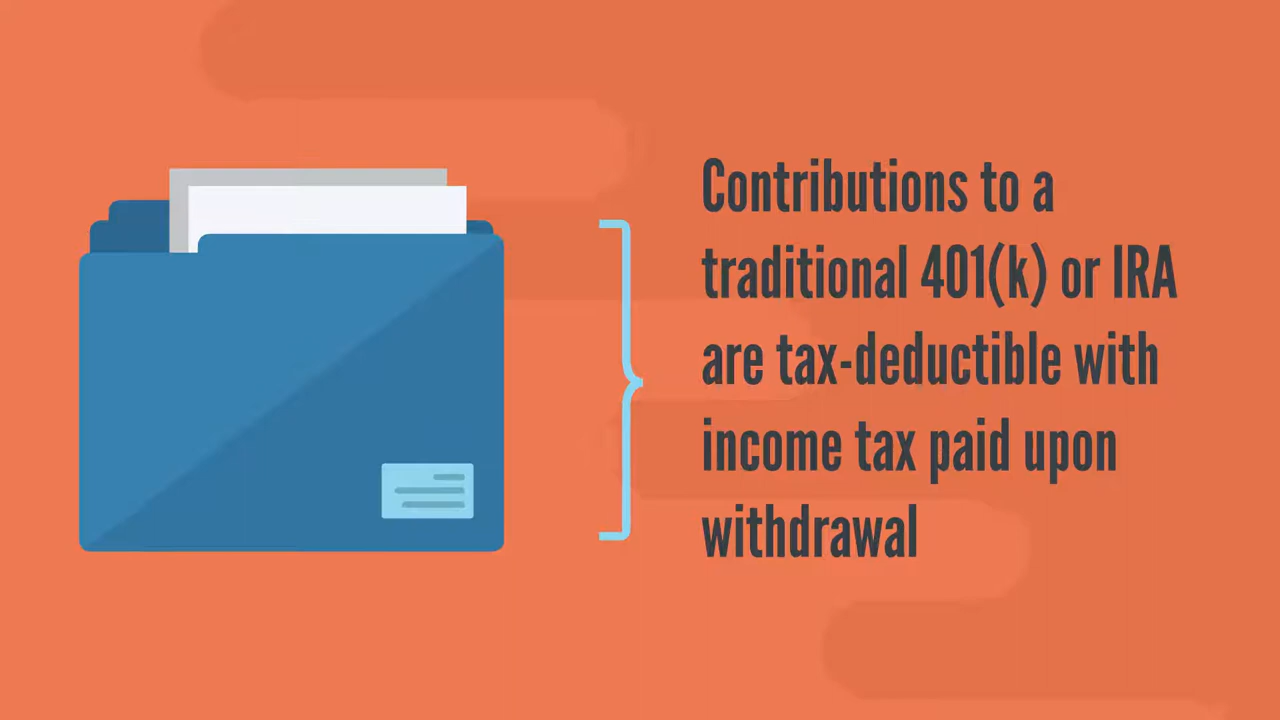 Contributions to a
traditional 401(k) or IRA
are tax-deductible with
income tax paid upon
withdrawal